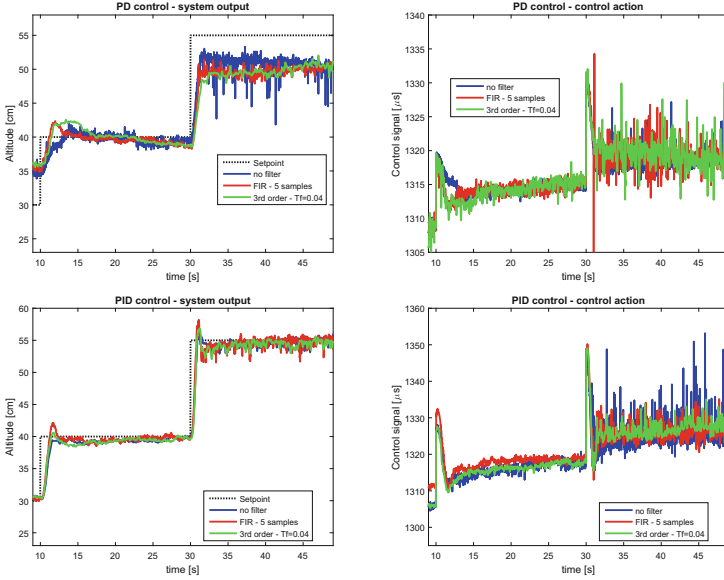 PD control - system output
Altitude (cm)
55
50
45
40
35
30
25
10
15
20
25
30
35
40
45
time [s]
Setpoint
no filter
FIR - 5 samples
3rd order - Tf=0.04
PD control - control action
Control signal [μs]
1340
1335
1330
1325
1320
1315
1310
1305
10
15
20
25
30
35
40
45
time [s]
no filter
FIR - 5 samples
3rd order - Tf=0.04
PID control - system output
Altitude [cm]
60
55
50
45
40
35
30
25
10
15
20
25
30
35
40
45
time [s]
Setpoint
no filter
FIR - 5 samples
3rd order - Tf=0.04
PID control - control action
Control signal [μs]
1360
1350
1340
1330
1320
1310
1300
10
15
20
25
30
35
40
45
time [s]
no filter
FIR - 5 samples
3rd order - Tf=0.04